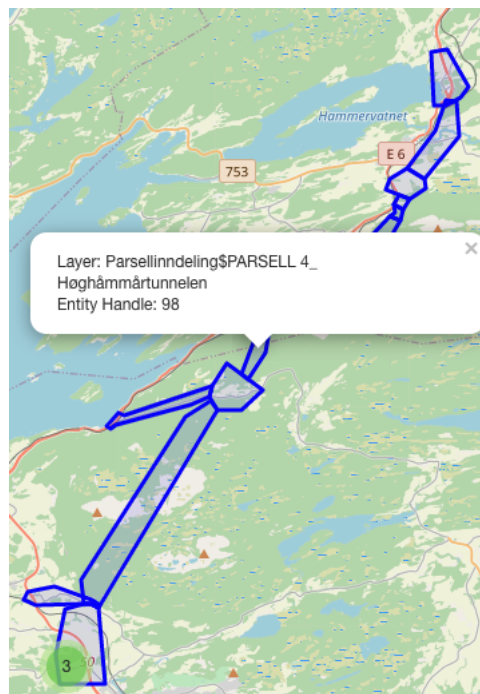 Hammervatnet
E 6
753
×
Layer: Parsellinndeling$PARSELL 4_
Høghåmmårtunnelen
Entity Handle: 98
3